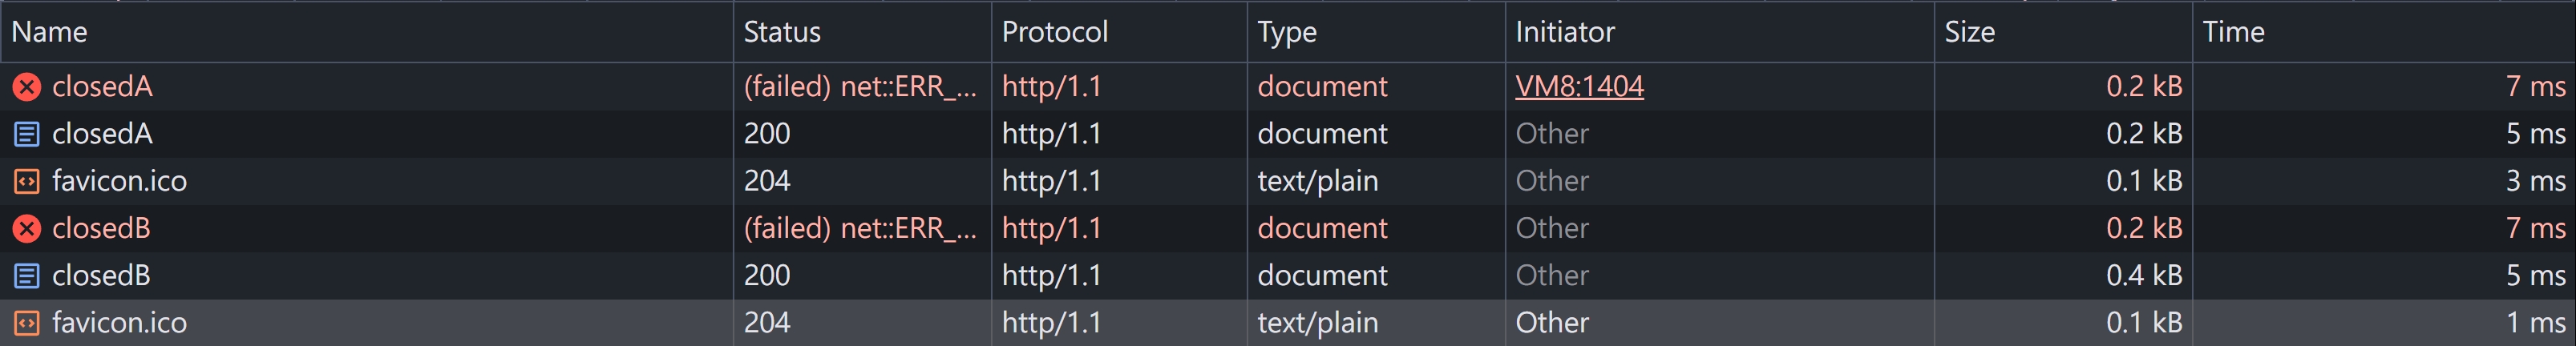 Name Status Protocol Type Initiator Size Time
closedA (failed) net::ERR_... http/1.1 document VM8:1404 0.2 kB 7 ms
closedA 200 http/1.1 document Other 0.2 kB 5 ms
favicon.ico 204 http/1.1 text/plain Other 0.1 kB 3 ms
closedB (failed) net::ERR_... http/1.1 document Other 0.2 kB 7 ms
closedB 200 http/1.1 document Other 0.4 kB 5 ms
favicon.ico 204 http/1.1 text/plain Other 0.1 kB 1 ms